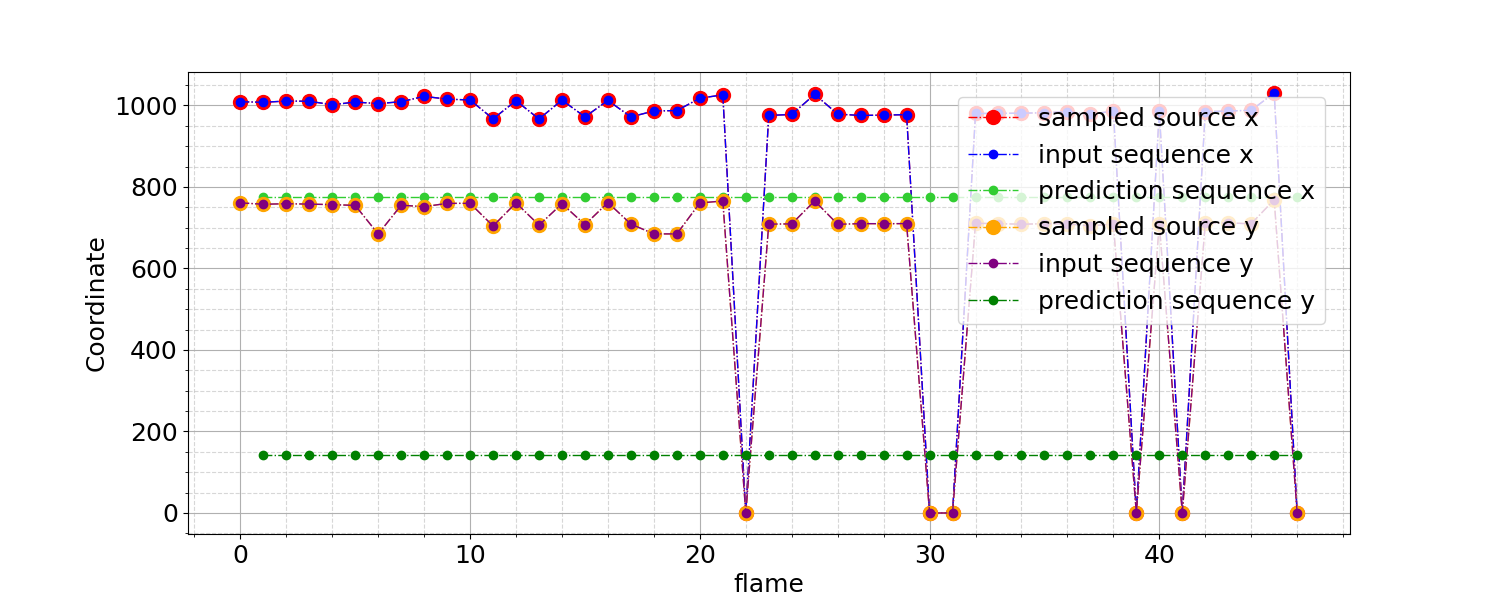 1000
800
600
400
200
0
Coordinate
sampled source x
input sequence x
prediction sequence x
sampled source y
input sequence y
prediction sequence y
0 10 20 30 40
flame